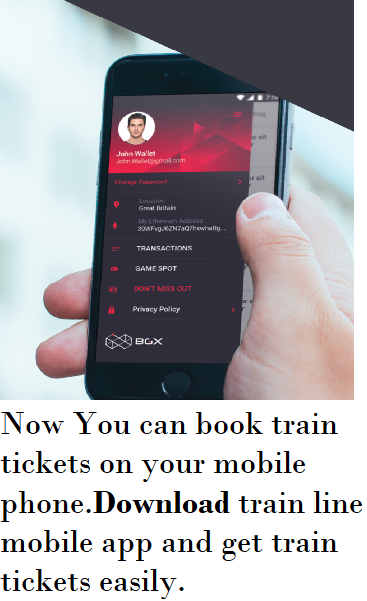 7:16
John Wallet
John.Wallet@gmail.com
Change Password
Location
Great Britain
My Ethereum Address
TRANSACTIONS
GAME SPOT
DON'T MISS OUT
Privacy Policy
BGX
Now You can book train
tickets on your mobile
phone.Download train line
mobile app and get train
tickets easily.